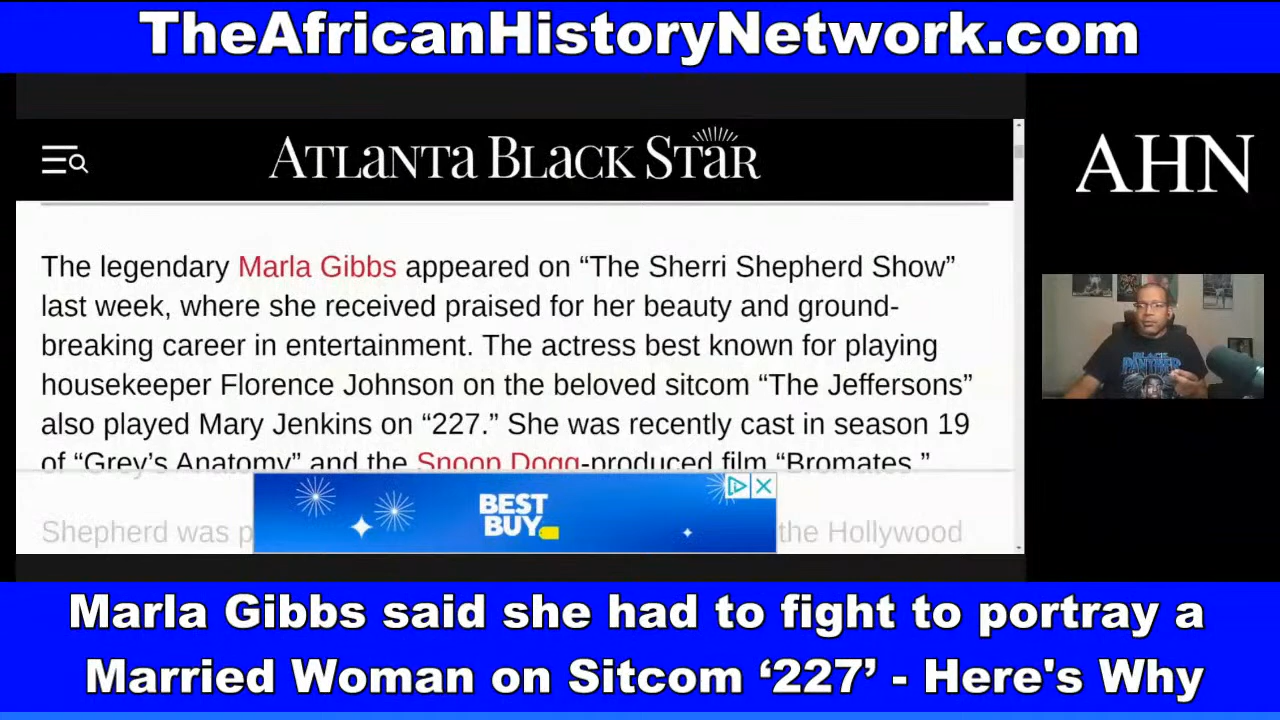 TheAfricanHistoryNetwork.com
ATLANTA BLACK STAR
AHN
The legendary Marla Gibbs appeared on “The Sherri Shepherd Show”
last week, where she received praised for her beauty and ground-
breaking career in entertainment. The actress best known for playing
housekeeper Florence Johnson on the beloved sitcom “The Jeffersons”
also played Mary Jenkins on “227.” She was recently cast in season 19
of “Grey’s Anatomy” and the Snoop Dogg-produced film “Bromates.”
Shepherd was
the Hollywood
BEST
BUY
BLACK
PANTHER
Marla Gibbs said she had to fight to portray a
Married Woman on Sitcom ‘227’ - Here's Why